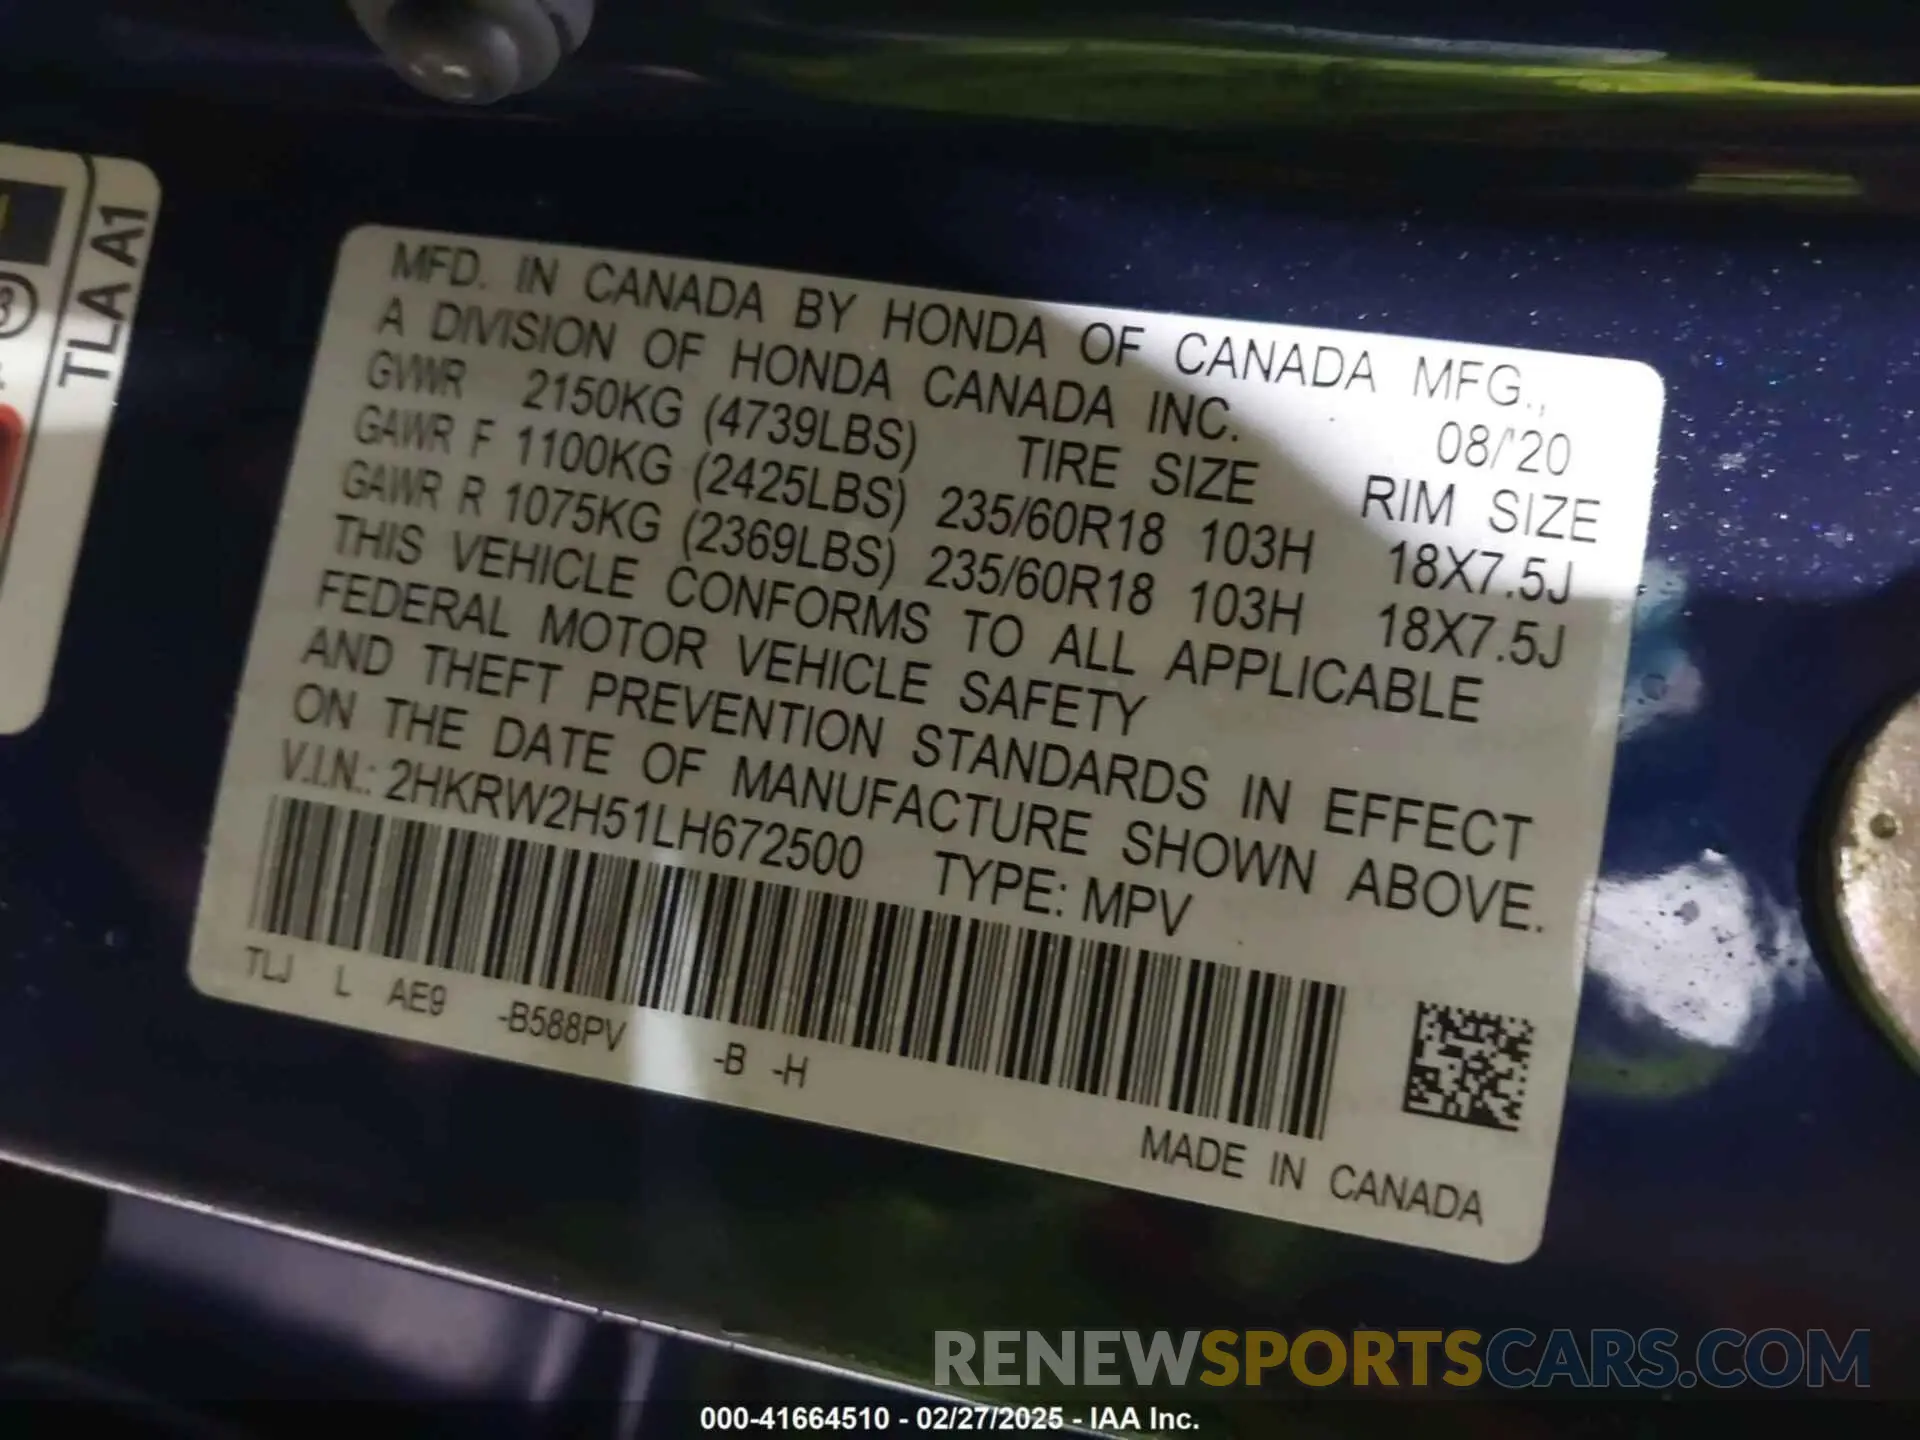 TLA A1
3
MFD. IN CANADA BY HONDA OF CANADA MFG.,
A DIVISION OF HONDA CANADA INC. 08/'20
GVWR 2150KG (4739LBS) TIRE SIZE RIM SIZE
GAWR F 1100KG (2425LBS) 235/60R18 103H 18X7.5J
GAWR R 1075KG (2369LBS) 235/60R18 103H 18X7.5J
THIS VEHICLE CONFORMS TO ALL APPLICABLE
FEDERAL MOTOR VEHICLE SAFETY
AND THEFT PREVENTION STANDARDS IN EFFECT
ON THE DATE OF MANUFACTURE SHOWN ABOVE.
V.I.N.: 2HKRW2H51LH672500 TYPE: MPV
TLJ L AE9 -B588PV -B -H
MADE IN CANADA
RENEWSPORTSCARS.COM
000-41664510 - 02/27/2025 - IAA Inc.